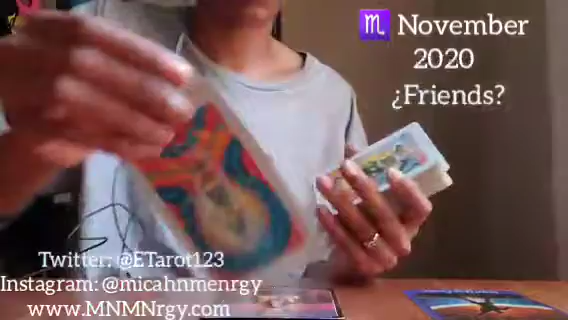 ♏ November
2020
¿Friends?
Twitter: @ETarot123
Instagram: @micahnmenrgy
www.MNMNrgy.com